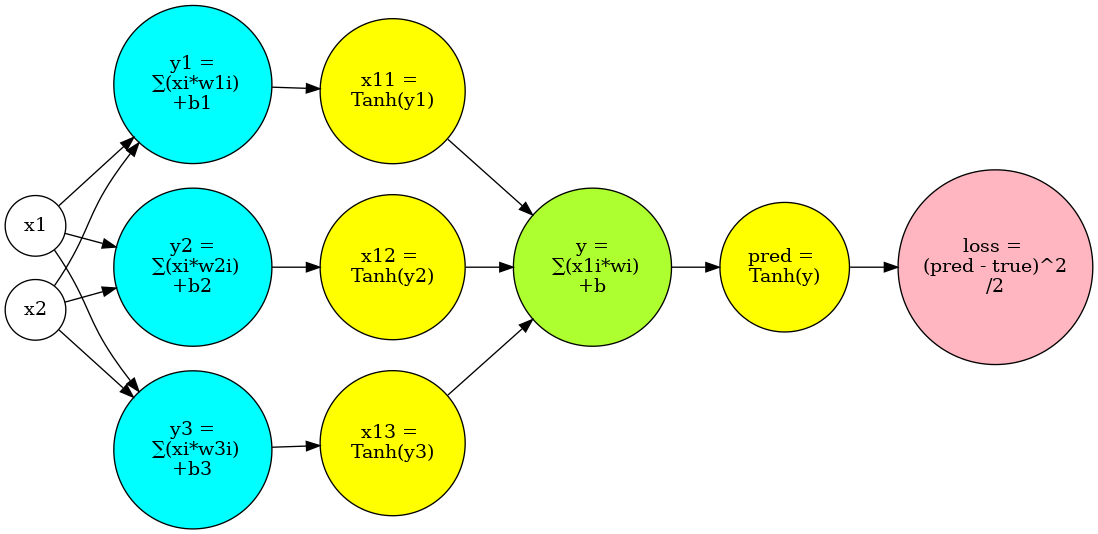 x1
x2
y1 =
∑(xi*w1i)
+b1
y2 =
∑(xi*w2i)
+b2
y3 =
∑(xi*w3i)
+b3
x11 =
Tanh(y1)
x12 =
Tanh(y2)
x13 =
Tanh(y3)
y =
∑(x1i*wi)
+b
pred =
Tanh(y)
loss =
(pred - true)^2
/2